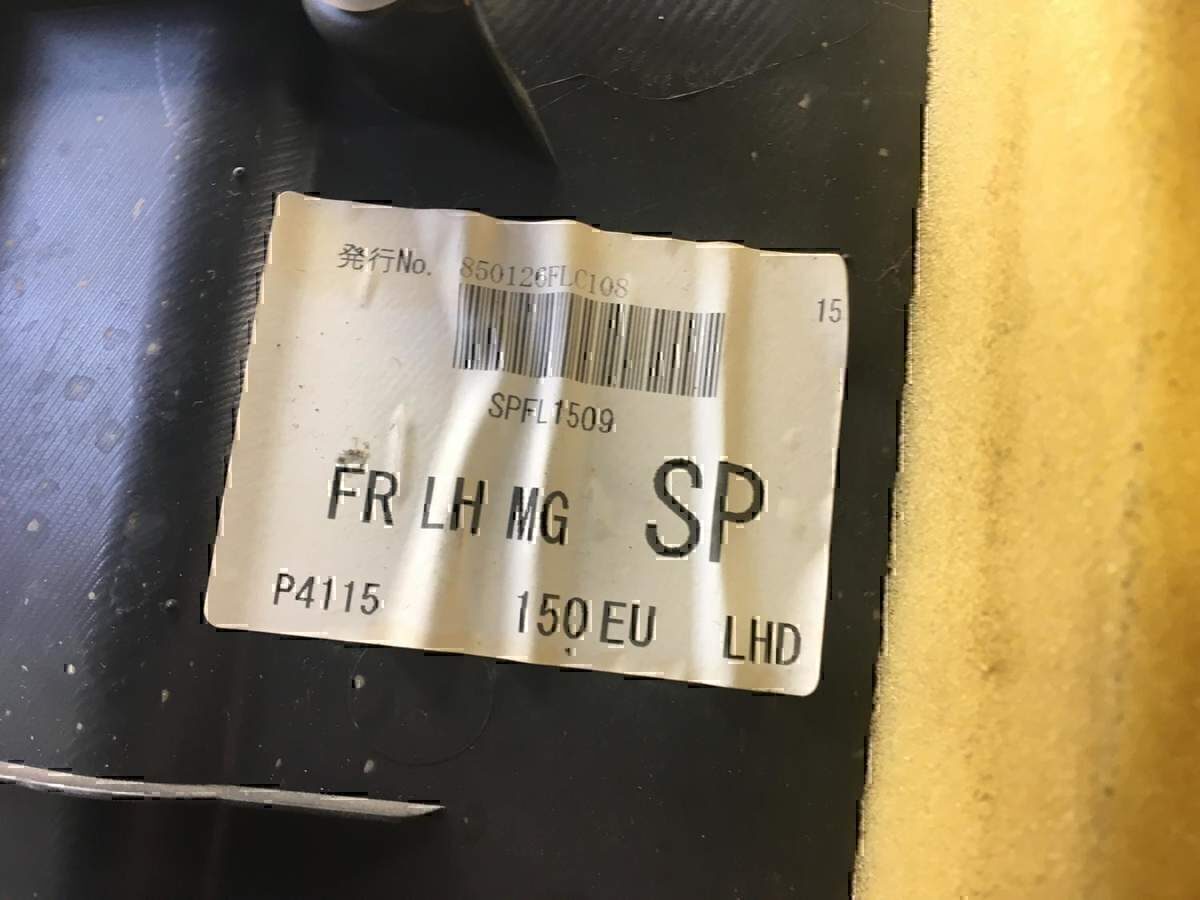 発行No. 850126FLC108
15
SPFL1509
FR LH MG SP
P4115 150 EU LHD